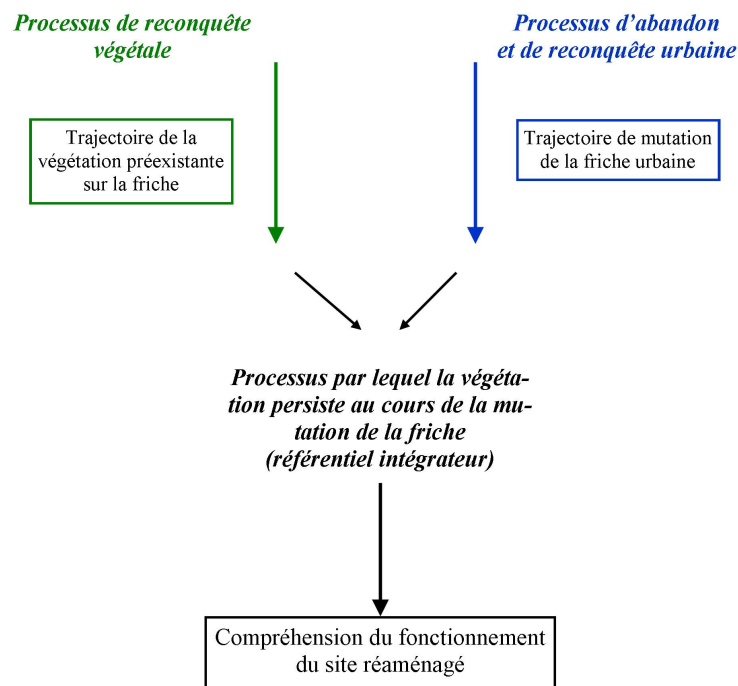 Processus de reconquête
végétale
Processus d'abandon
et de reconquête urbaine
Trajectoire de la
végétation préexistante
sur la friche
Trajectoire de mutation
de la friche urbaine
Processus par lequel la végéta-
tion persiste au cours de la mu-
tation de la friche
(référentiel intégrateur)
Compréhension du fonctionnement
du site réaménagé